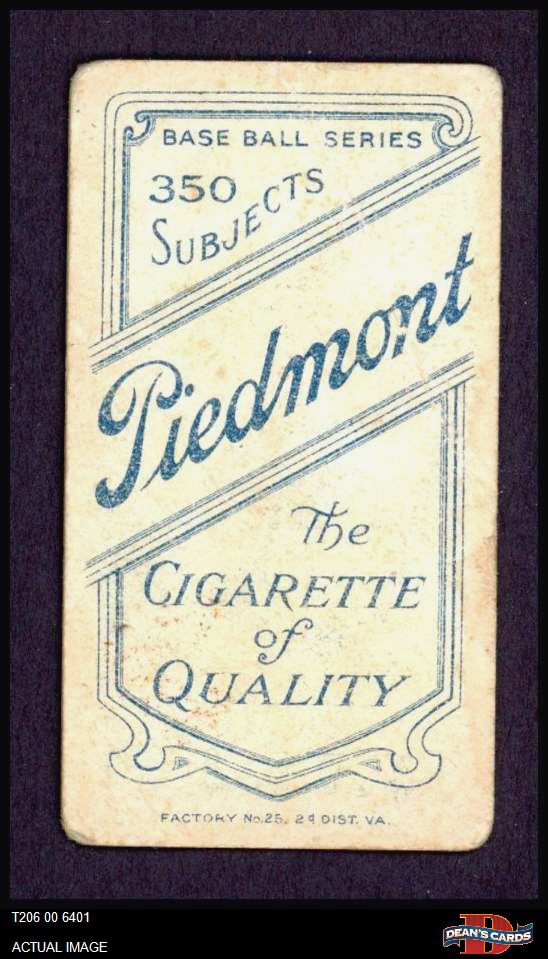 BASE BALL SERIES
350
SUBJECTS
Piedmont
The
CIGARETTE
of
QUALITY
FACTORY No. 25, 2d DIST. VA.
T206 00 6401
ACTUAL IMAGE
D
DEAN'S CARDS